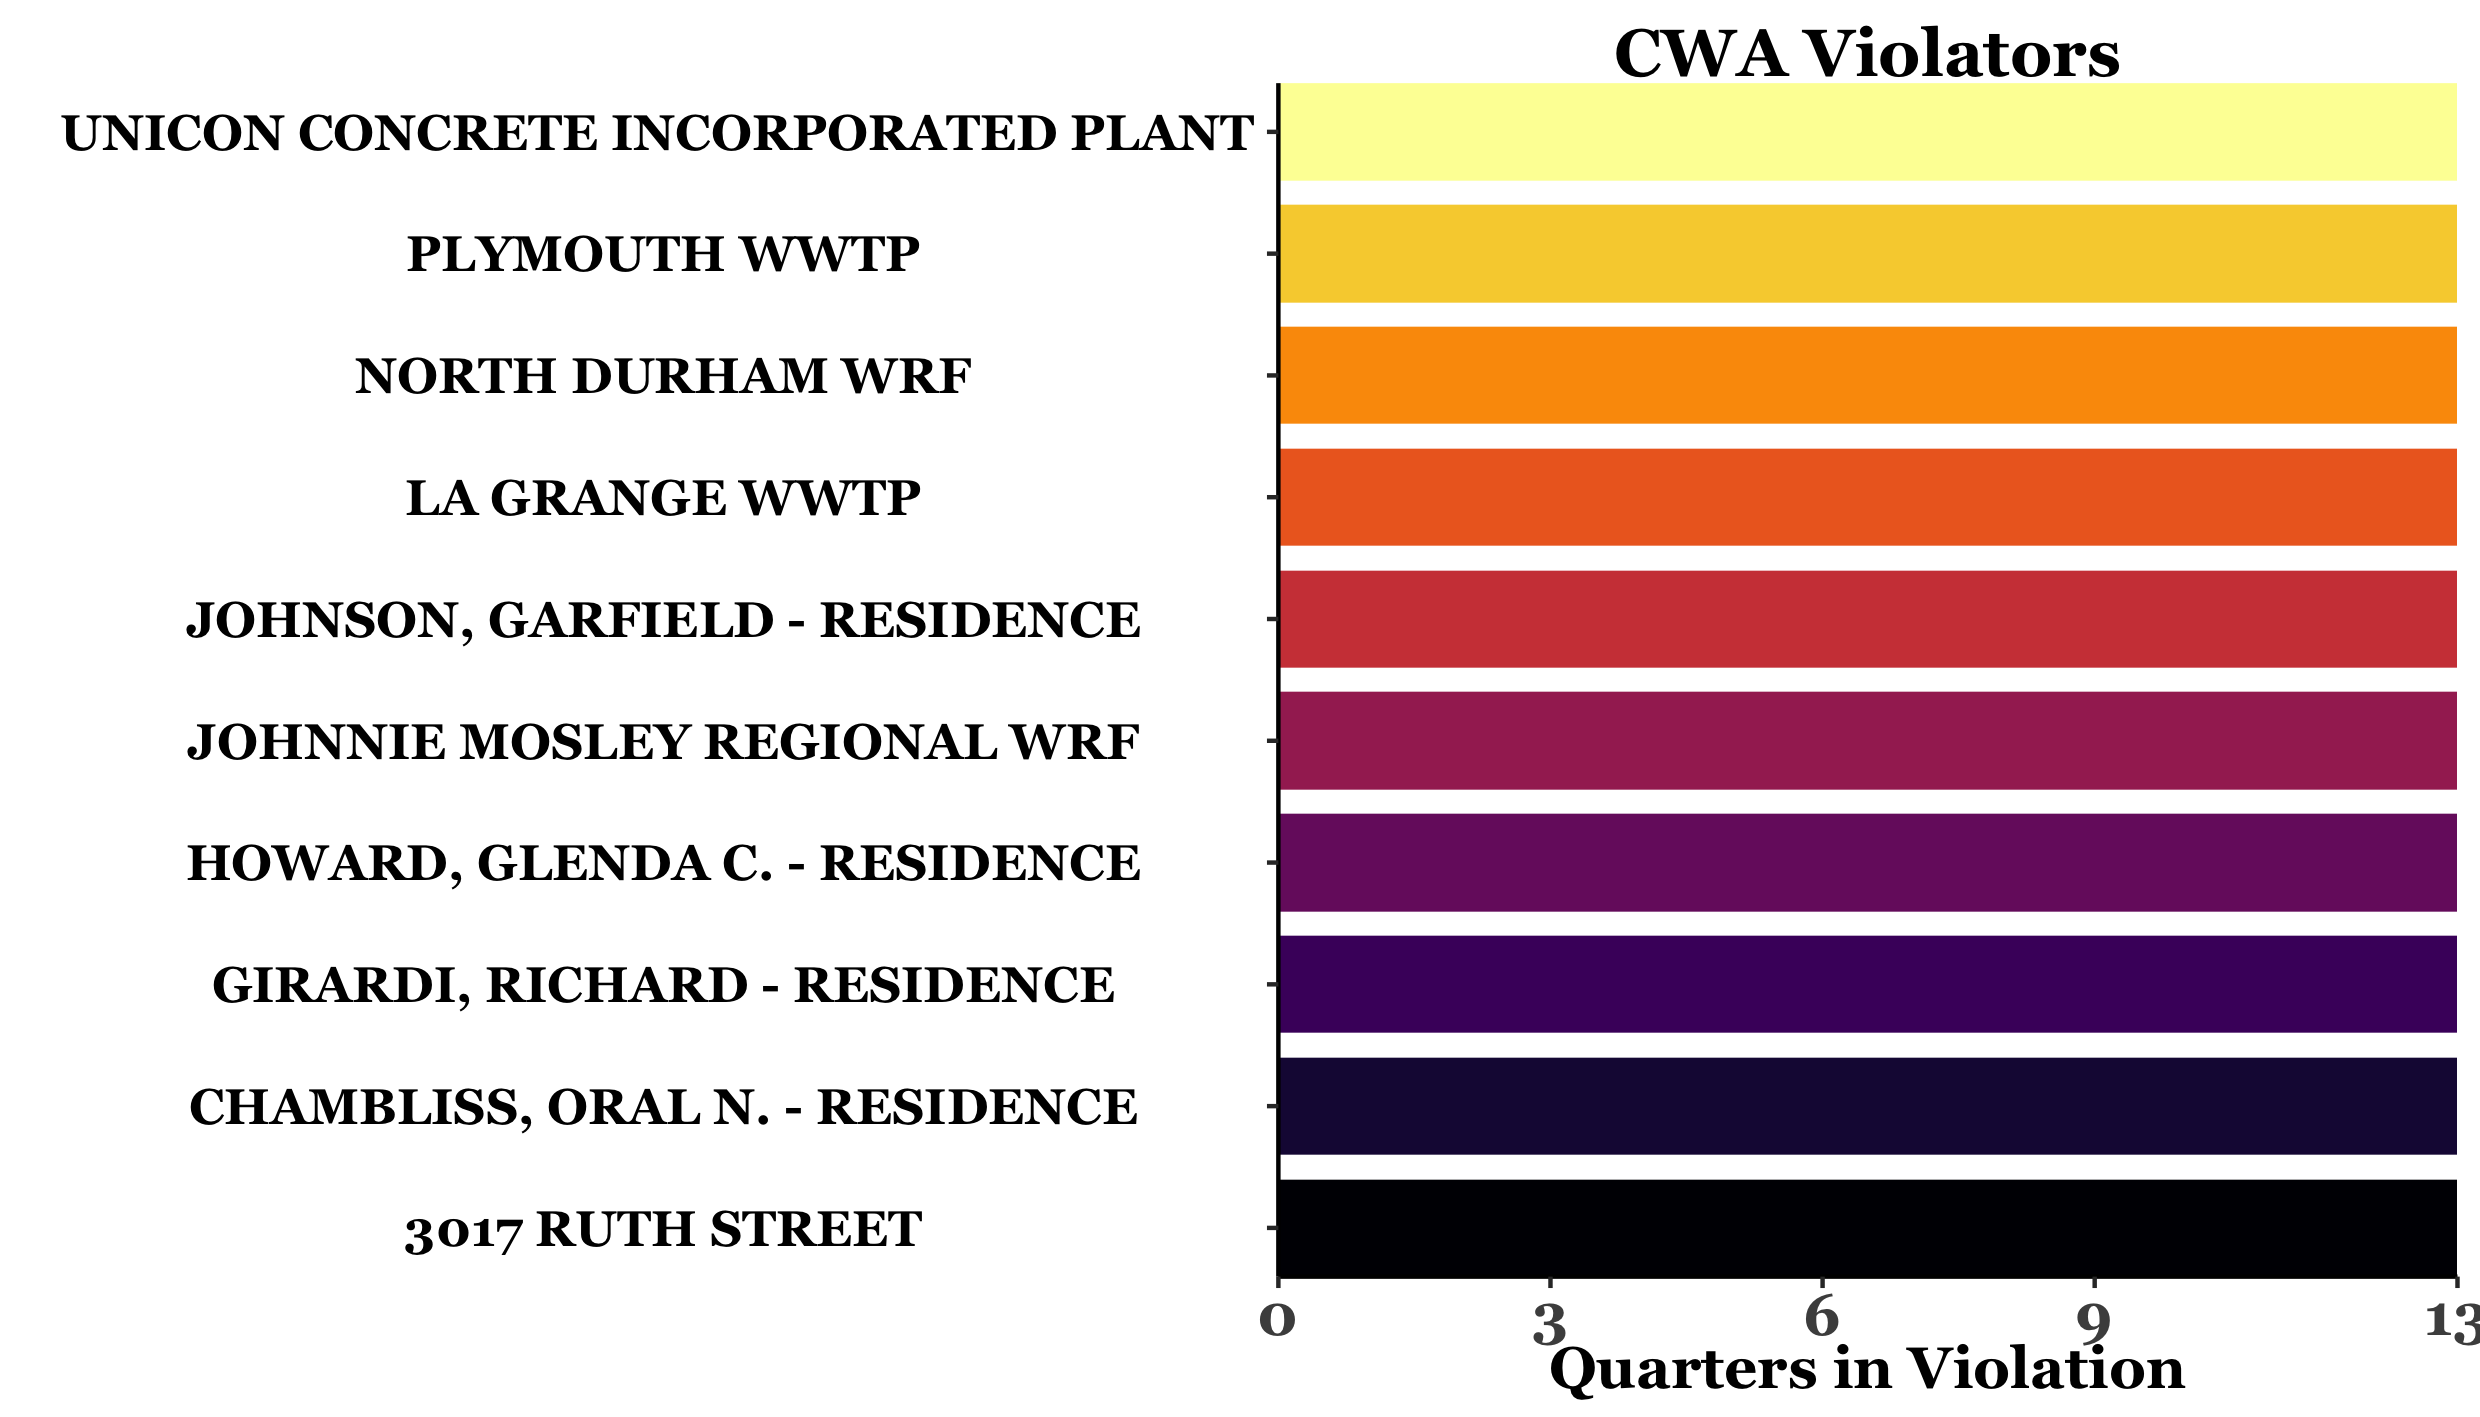 CWA Violators
UNICON CONCRETE INCORPORATED PLANT
PLYMOUTH WWTP
NORTH DURHAM WRF
LA GRANGE WWTP
JOHNSON, GARFIELD - RESIDENCE
JOHNNIE MOSLEY REGIONAL WRF
HOWARD, GLENDA C. - RESIDENCE
GIRARDI, RICHARD - RESIDENCE
CHAMBLISS, ORAL N. - RESIDENCE
3017 RUTH STREET
0 3 6 9 13
Quarters in Violation